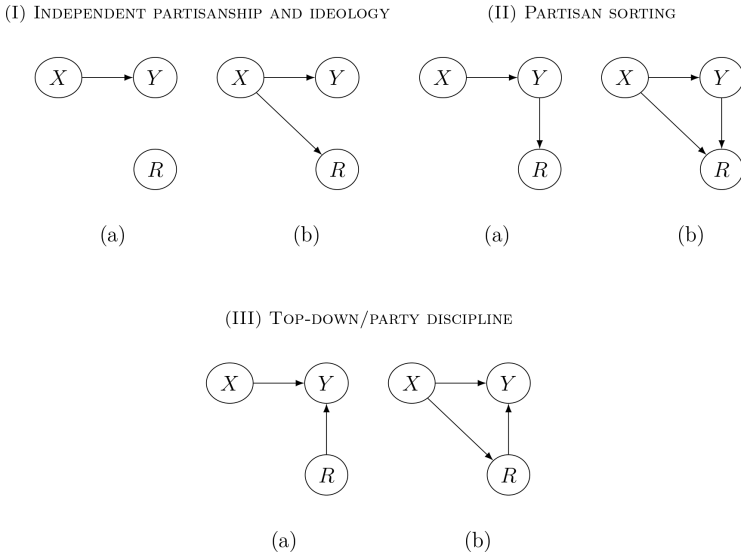 (I) Independent partisanship and ideology
(II) Partisan sorting
X Y X Y X Y X Y
R R R R
(a) (b) (a) (b)
(III) Top-down/party discipline
X Y X Y
R R
(a) (b)